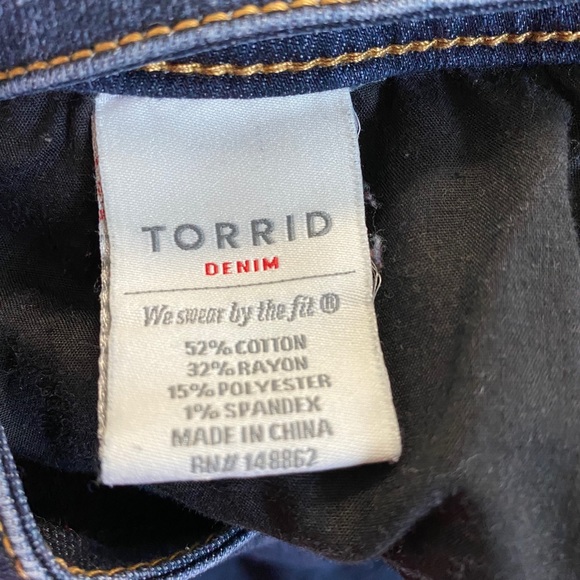 TORRID
DENIM
We swear by the fit®
52% COTTON
32% RAYON
15% POLYESTER
1% SPANDEX
MADE IN CHINA
RN# 148862